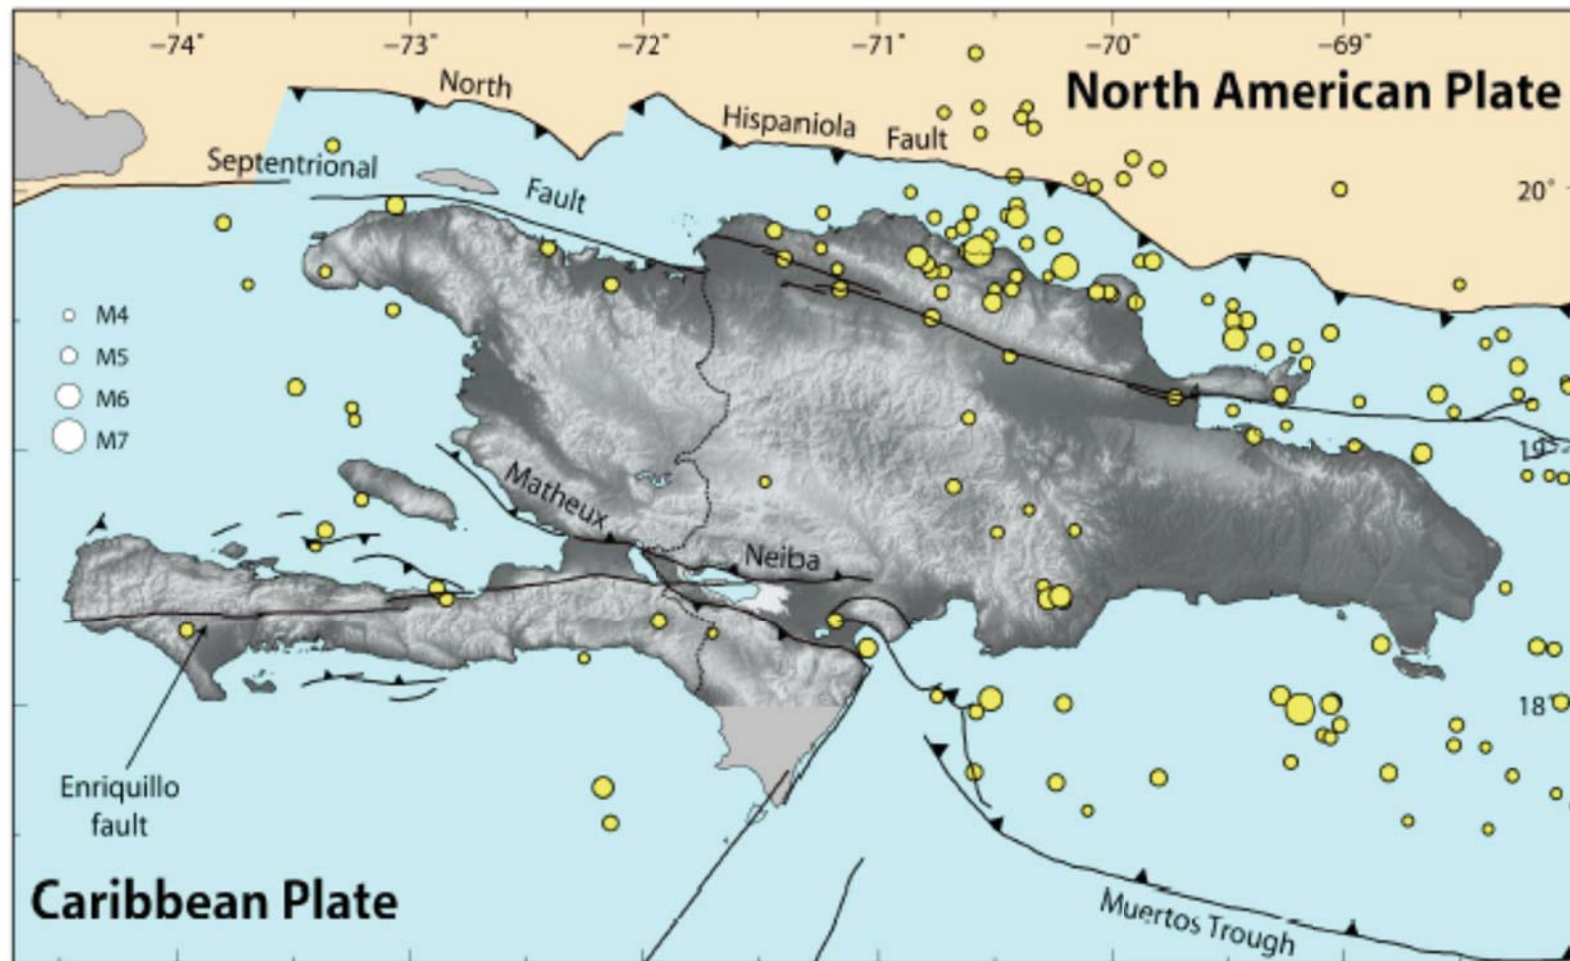 −74˚ −73˚ −72˚ −71˚ −70˚ −69˚
North American Plate
North
Hispaniola
Fault
Septentrional
Fault
20˚
M4
M5
M6
M7
19˚
Matheux
Neiba
18˚
Enriquillo
fault
Caribbean Plate
Muertos Trough